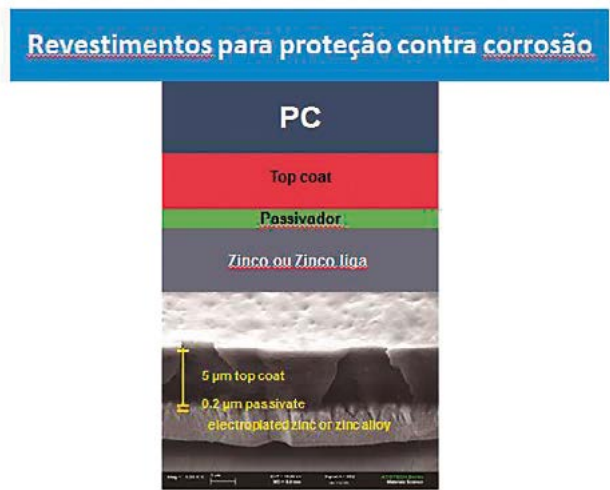 Revestimentos para proteção contra corrosão
PC
Top coat
Passivador
Zinco ou Zinco liga
5 µm top coat
0.2 µm passivate
electroplated zinc or zinc alloy